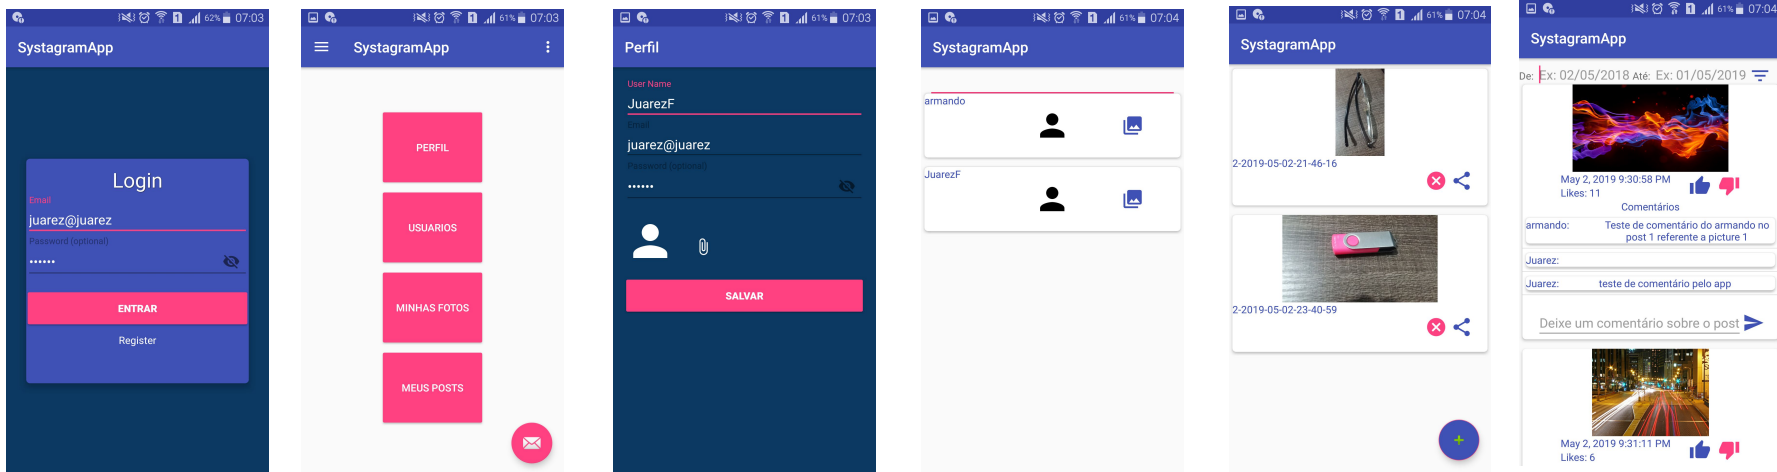 62% 07:03
SystagramApp
Login
Email
juarez@juarez
Password (optional)
ENTRAR
Register
61% 07:03
SystagramApp
PERFIL
USUARIOS
MINHAS FOTOS
MEUS POSTS
61% 07:03
Perfil
User Name
JuarezF
Email
juarez@juarez
Password (optional)
SALVAR
61% 07:04
SystagramApp
armando
JuarezF
61% 07:04
SystagramApp
2-2019-05-02-21-46-16
2-2019-05-02-23-40-59
61% 07:04
SystagramApp
De: Ex: 02/05/2018 Até: Ex: 01/05/2019
May 2, 2019 9:30:58 PM
Likes: 11
Comentários
armando: Teste de comentário do armando no
post 1 referente a picture 1
Juarez:
Juarez: teste de comentário pelo app
Deixe um comentário sobre o post
May 2, 2019 9:31:11 PM
Likes: 6